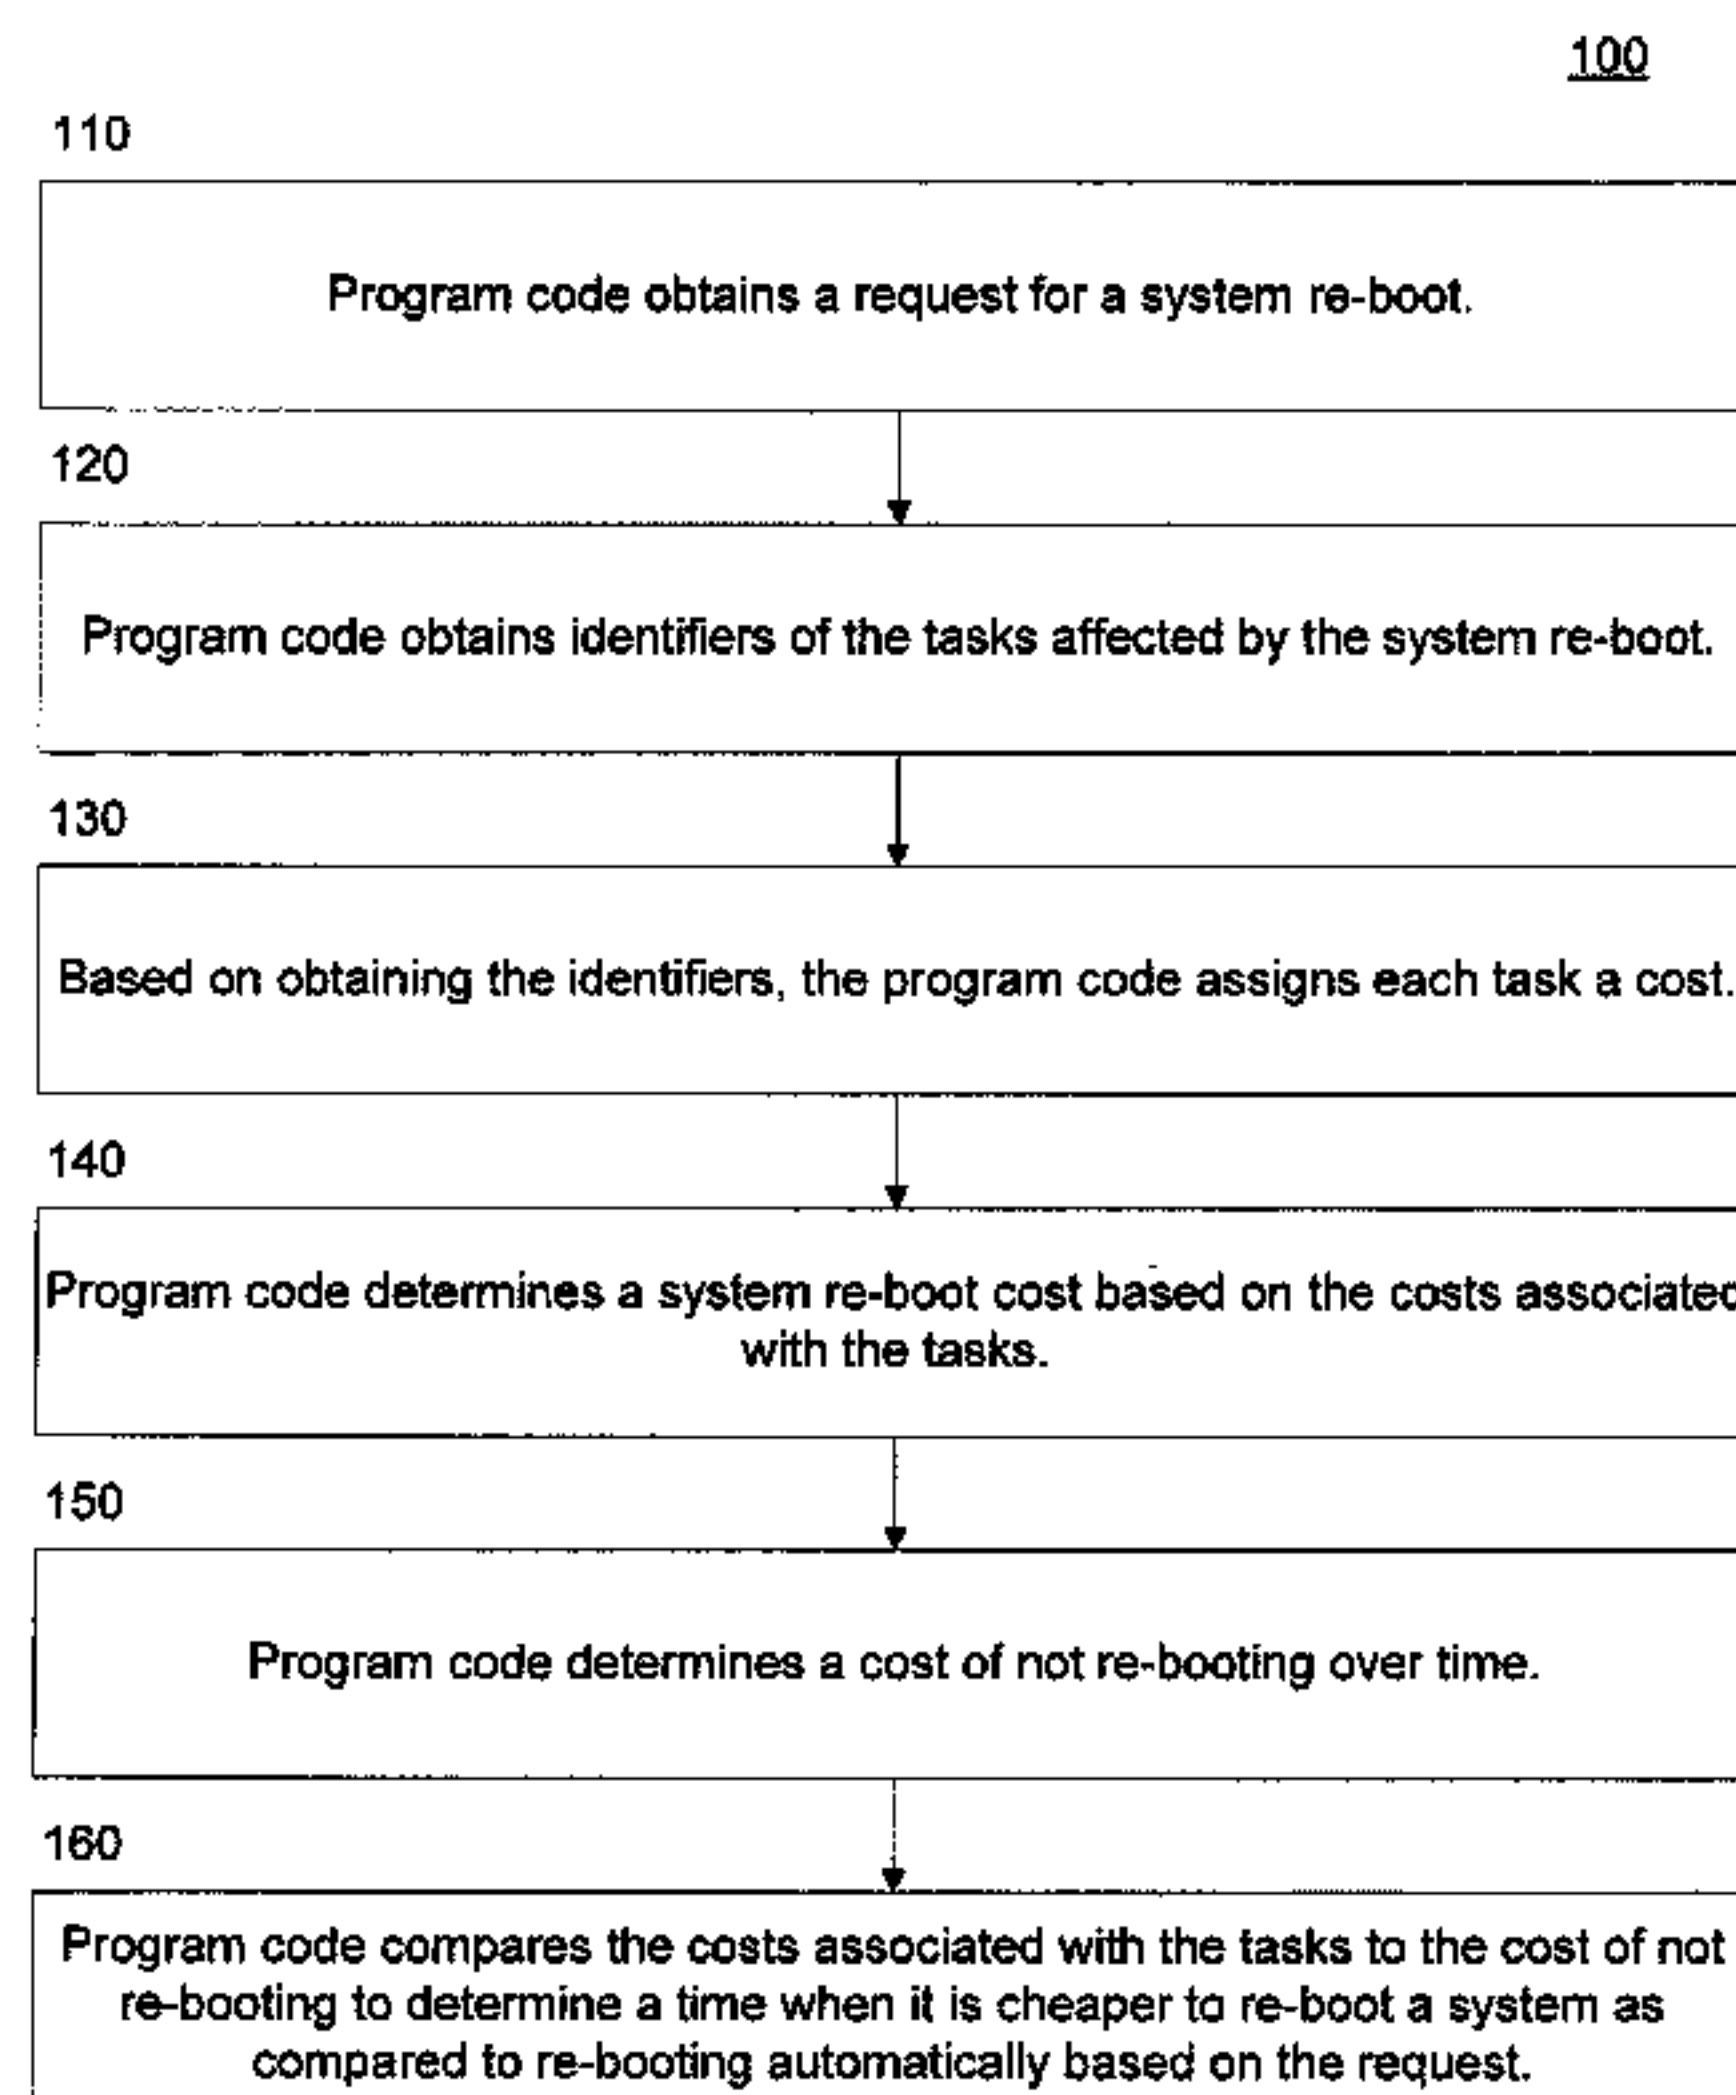 100
110
Program code obtains a request for a system re-boot.
120
Program code obtains identifiers of the tasks affected by the system re-boot.
130
Based on obtaining the identifiers, the program code assigns each task a cost.
140
Program code determines a system re-boot cost based on the costs associated
with the tasks.
150
Program code determines a cost of not re-booting over time.
160
Program code compares the costs associated with the tasks to the cost of not
re-booting to determine a time when it is cheaper to re-boot a system as
compared to re-booting automatically based on the request.